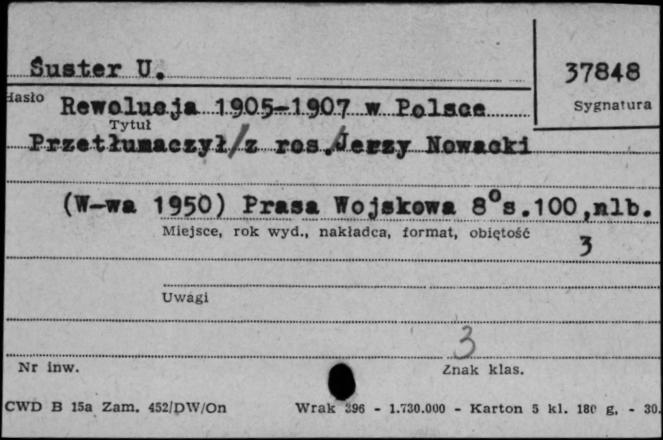 Šuster U.
37848
Hasło
Sygnatura
Rewolucja 1905-1907 w Polsce
Tytuł
Przetłumaczył/z ros./Jerzy Nowacki
(W-wa 1950) Prasa Wojskowa 8° s.100,nlb.
Miejsce, rok wyd., nakładca, format, objętość
3
Uwagi
3
Nr inw.
Znak klas.
CWD B 15a Zam. 452/DW/On
Wrak 396 - 1.730.000 - Karton 5 kl. 180 g. - 30.